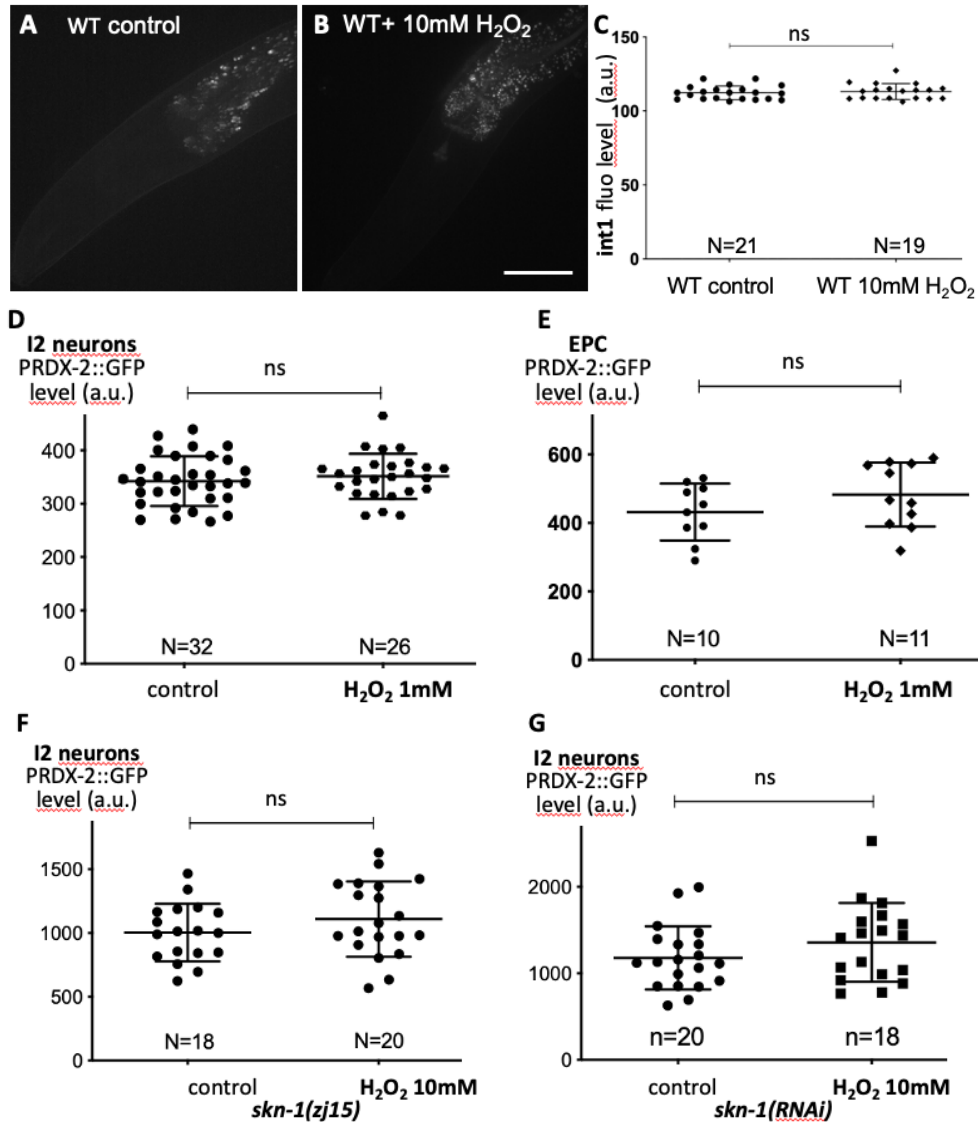 A WT control
B WT+ 10mM H₂O₂
C
150
ns
100
50
0
int1 fluo level (a.u.)
N=21
N=19
WT control
WT 10mM H₂O₂
D
I2 neurons
PRDX-2::GFP
level (a.u.)
ns
400
300
200
100
0
N=32
N=26
control
H₂O₂ 1mM
E
EPC
PRDX-2::GFP
level (a.u.)
ns
600
400
200
0
N=10
N=11
control
H₂O₂ 1mM
F
I2 neurons
PRDX-2::GFP
level (a.u.)
ns
1500
1000
500
0
N=18
N=20
control
H₂O₂ 10mM
skn-1(zj15)
G
I2 neurons
PRDX-2::GFP
level (a.u.)
ns
2000
1000
0
n=20
n=18
control
H₂O₂ 10mM
skn-1(RNAi)